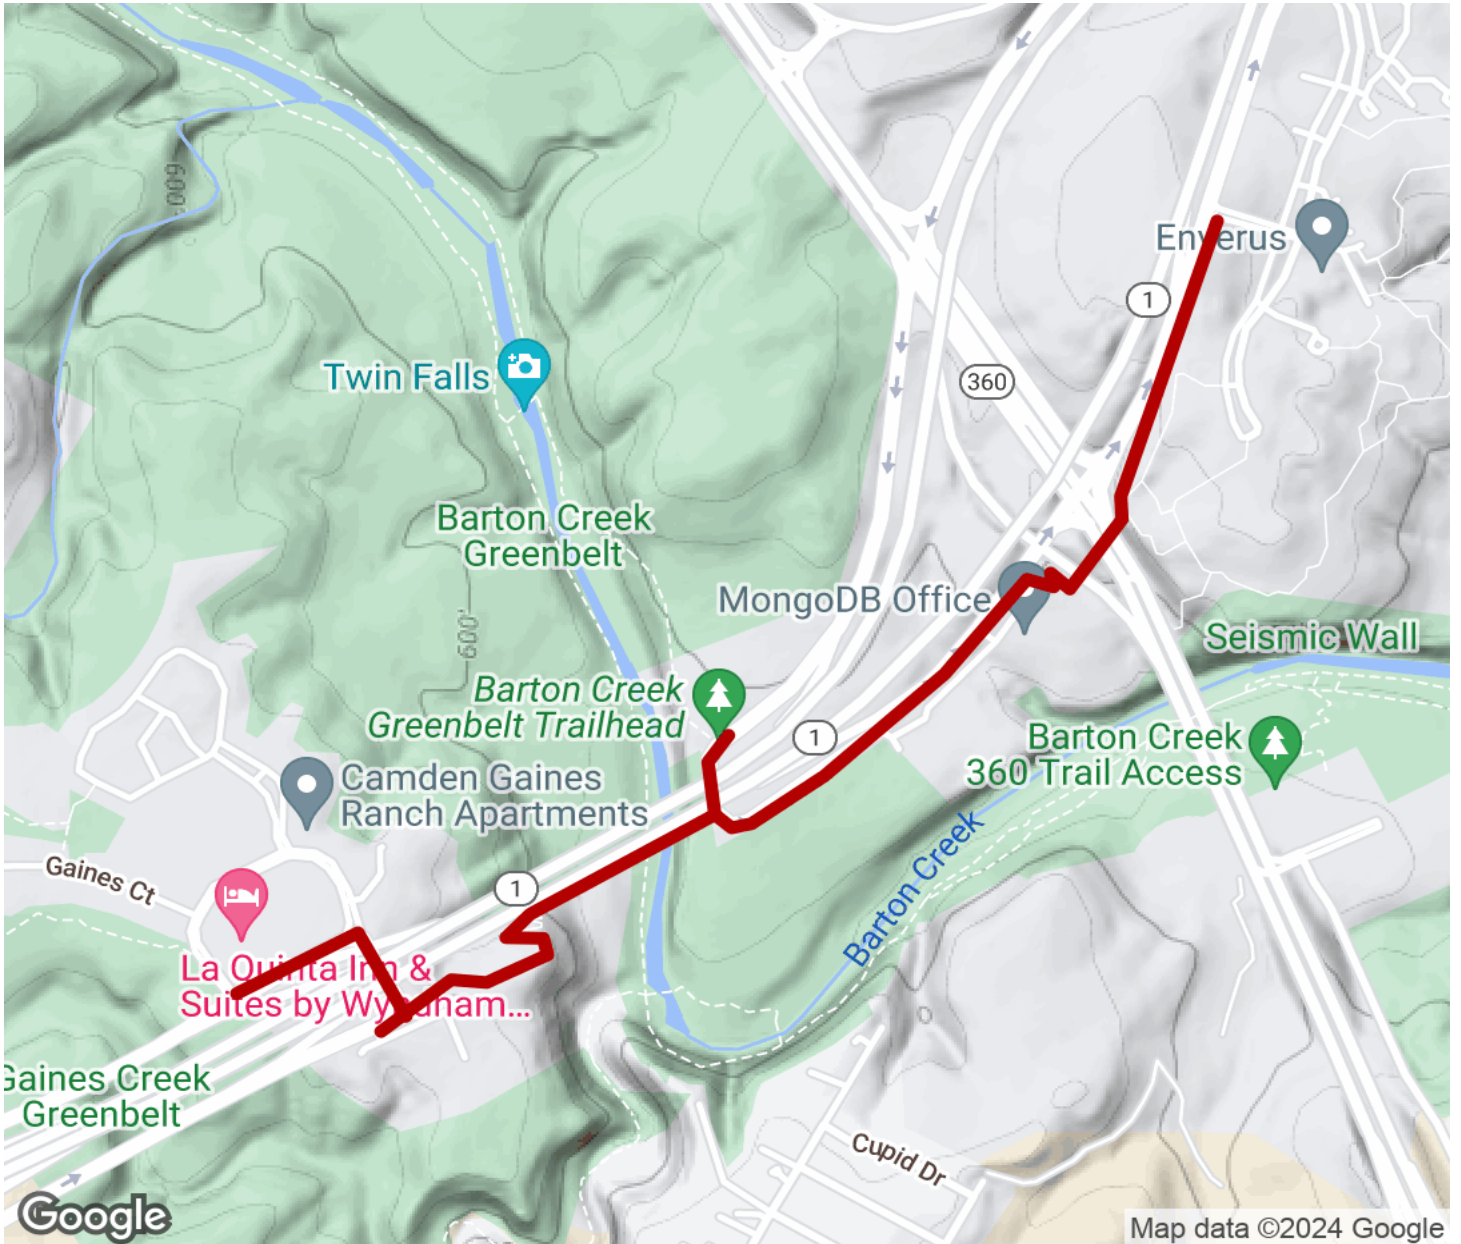 600'
Enverus
1
Twin Falls
360
Barton Creek
Greenbelt
MongoDB Office
600'
Seismic Wall
Barton Creek
Greenbelt Trailhead
1
Barton Creek
360 Trail Access
Camden Gaines
Ranch Apartments
Gaines Ct
1
Barton Creek
La Quinta Inn &
Suites by Wyndham...
Gaines Creek
Greenbelt
Cupid Dr
Google
Map data ©2024 Google